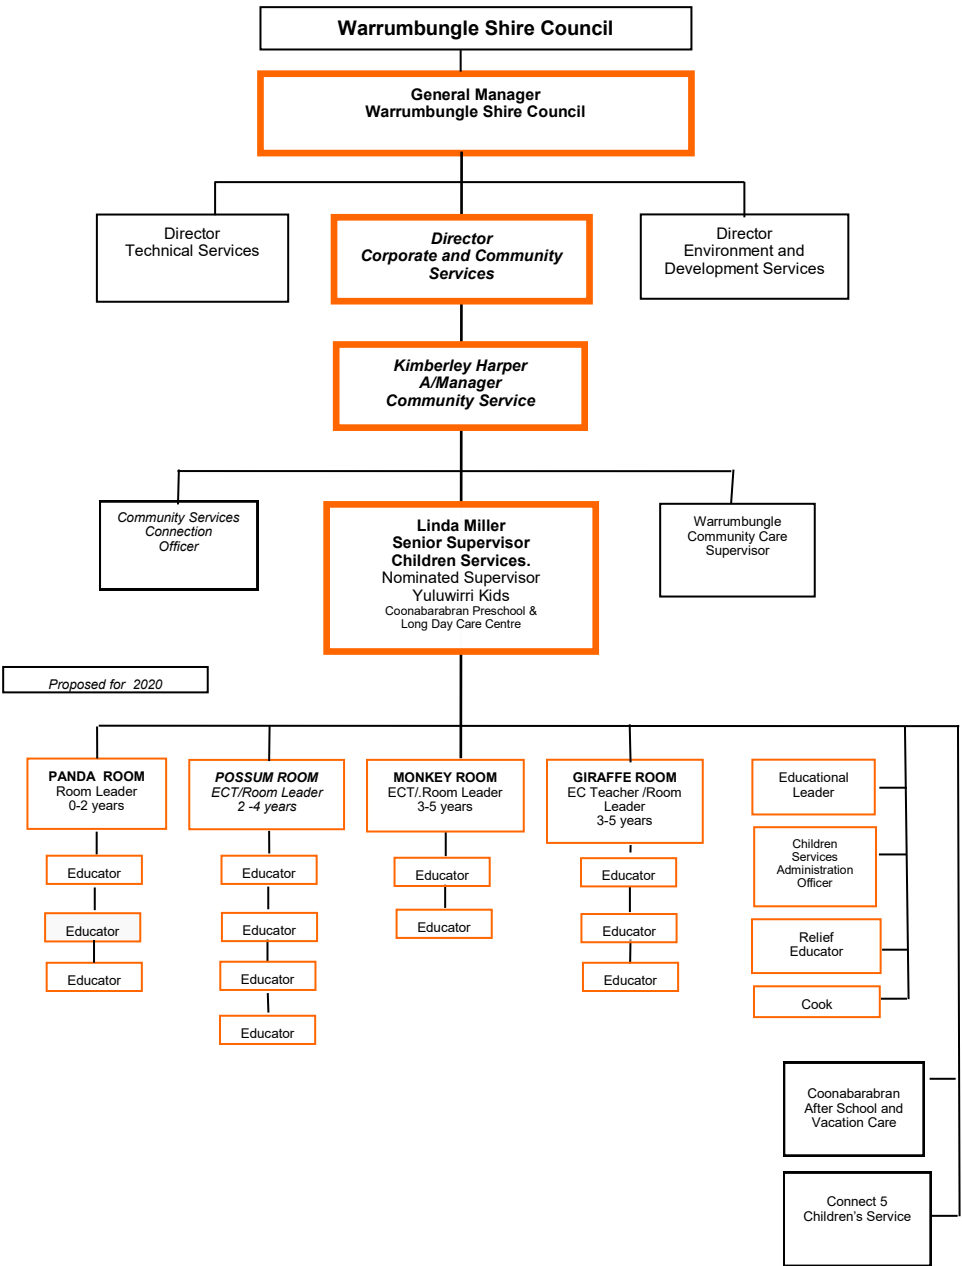 Warrumbungle Shire Council
General Manager
Warrumbungle Shire Council
Director
Technical Services
Director
Corporate and Community
Services
Director
Environment and
Development Services
Kimberley Harper
A/Manager
Community Service
Community Services
Connection
Officer
Linda Miller
Senior Supervisor
Children Services.
Nominated Supervisor
Yuluwirri Kids
Coonabarabran Preschool &
Long Day Care Centre
Warrumbungle
Community Care
Supervisor
Proposed for  2020
PANDA  ROOM
Room Leader
0-2 years
Educator
Educator
Educator
POSSUM ROOM
ECT/Room Leader
2 -4 years
Educator
Educator
Educator
Educator
MONKEY ROOM
ECT/.Room Leader
3-5 years
Educator
Educator
GIRAFFE ROOM
EC Teacher /Room
Leader
3-5 years
Educator
Educator
Educator
Educational
Leader
Children
Services
Administration
Officer
Relief
Educator
Cook
Coonabarabran
After School and
Vacation Care
Connect 5
Children's Service